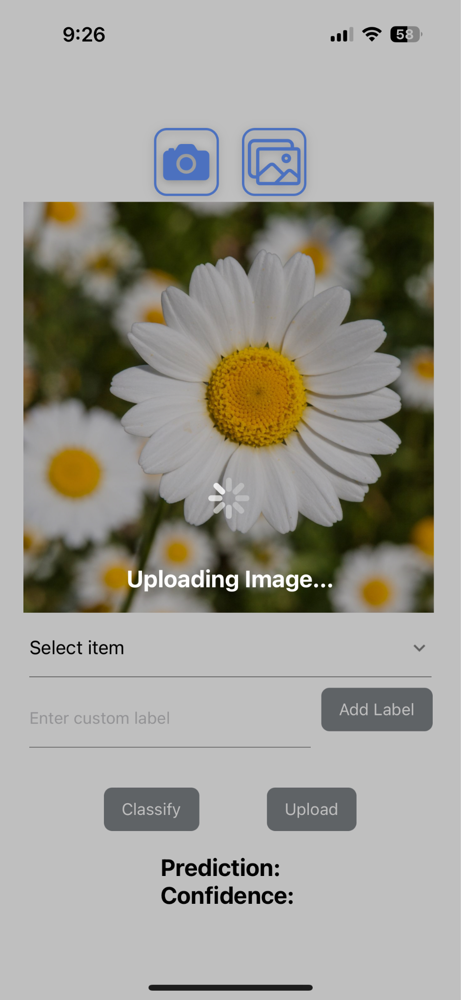 9:26
58
Uploading Image...
Select item
Enter custom label
Add Label
Classify
Upload
Prediction:
Confidence: